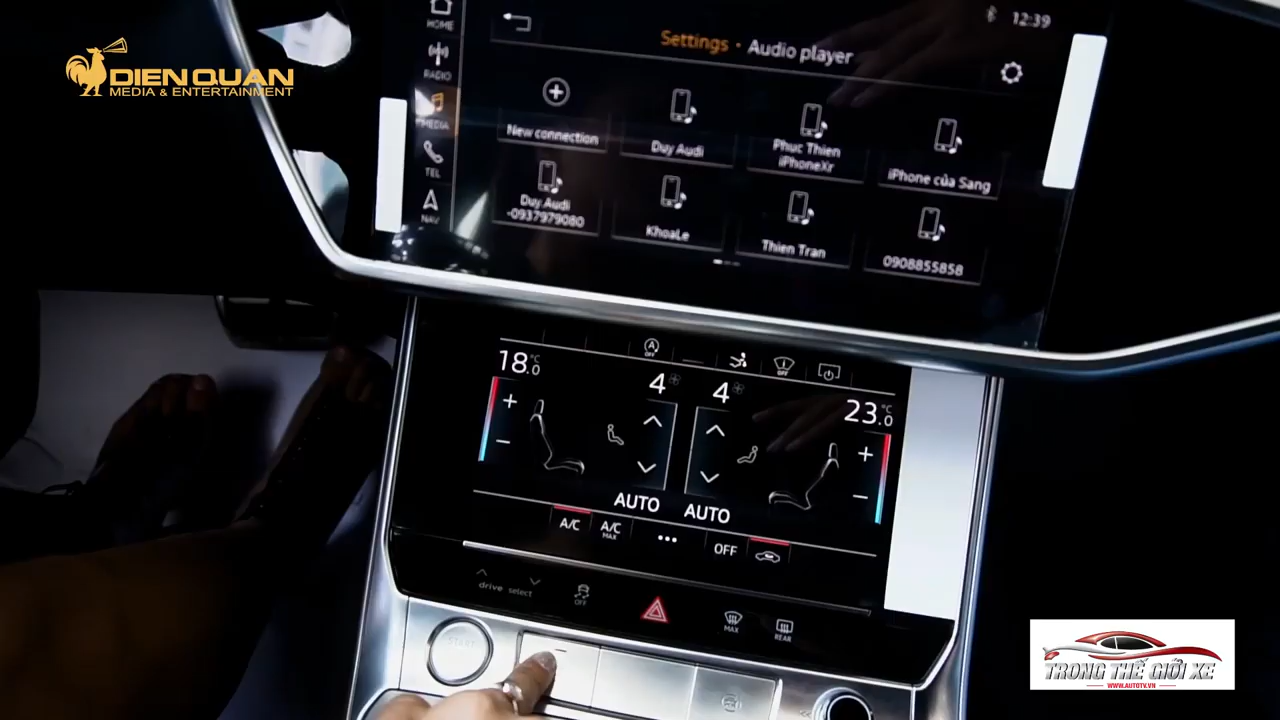 DIEN QUAN
MEDIA & ENTERTAINMENT
HOME
RADIO
MEDIA
TEL
NAV
Settings · Audio player
12:39
New connection
Duy Audi
Phuc Thien
iPhoneXr
iPhone của Sang
Duy Audi
-0937979080
KhoaLe
Thien Tran
0908855858
A
OFF
OFF
18.0 °C
4
4
23.0 °C
+
−
+
−
AUTO
AUTO
A/C
A/C
MAX
•••
OFF
drive select
OFF
MAX
REAR
START
TRONG THẾ GIỚI XE
WWW.AUTOTV.VN